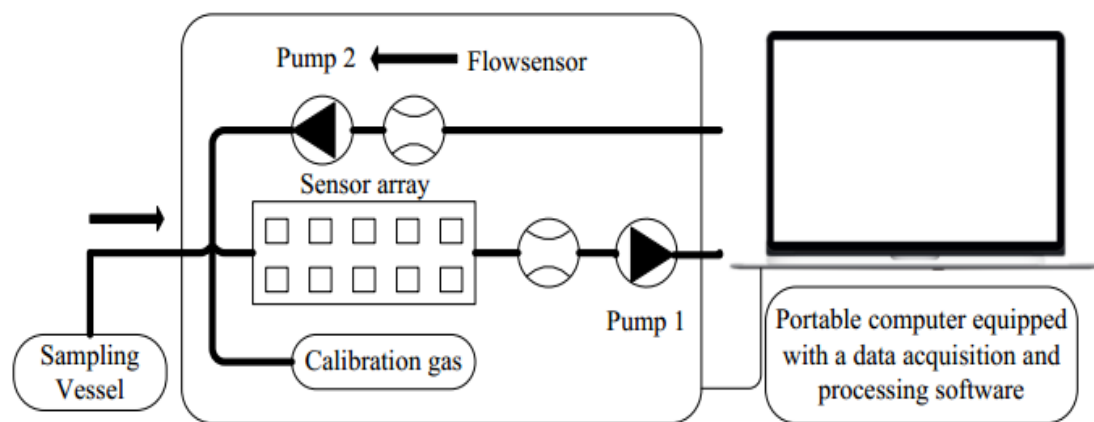 Pump 2
Flowsensor
Sensor array
Pump 1
Sampling
Vessel
Calibration gas
Portable computer equipped
with a data acquisition and
processing software